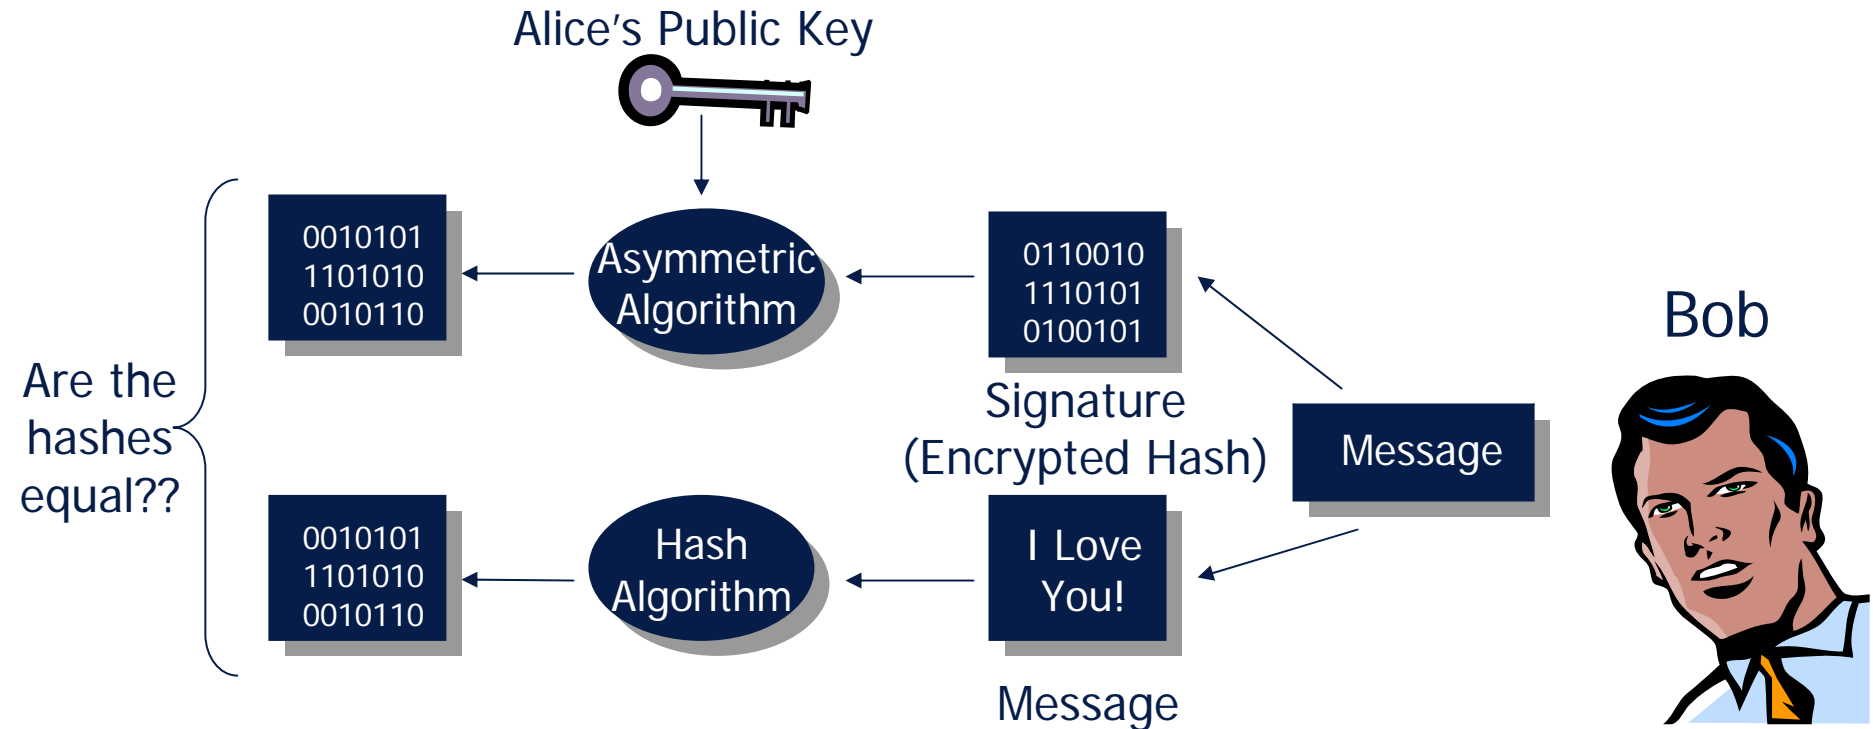 Alice's Public Key
0010101
1101010
0010110
Asymmetric
Algorithm
0110010
1110101
0100101
Signature
(Encrypted Hash)
Bob
Message
Are the
hashes
equal??
0010101
1101010
0010110
Hash
Algorithm
I Love
You!
Message